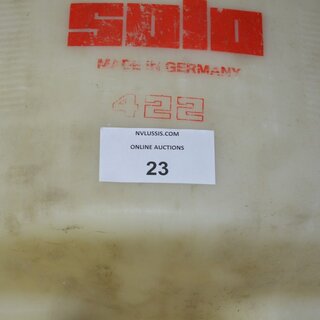 solo
MADE IN GERMANY
422
NVLUSSIS.COM
ONLINE AUCTIONS
23